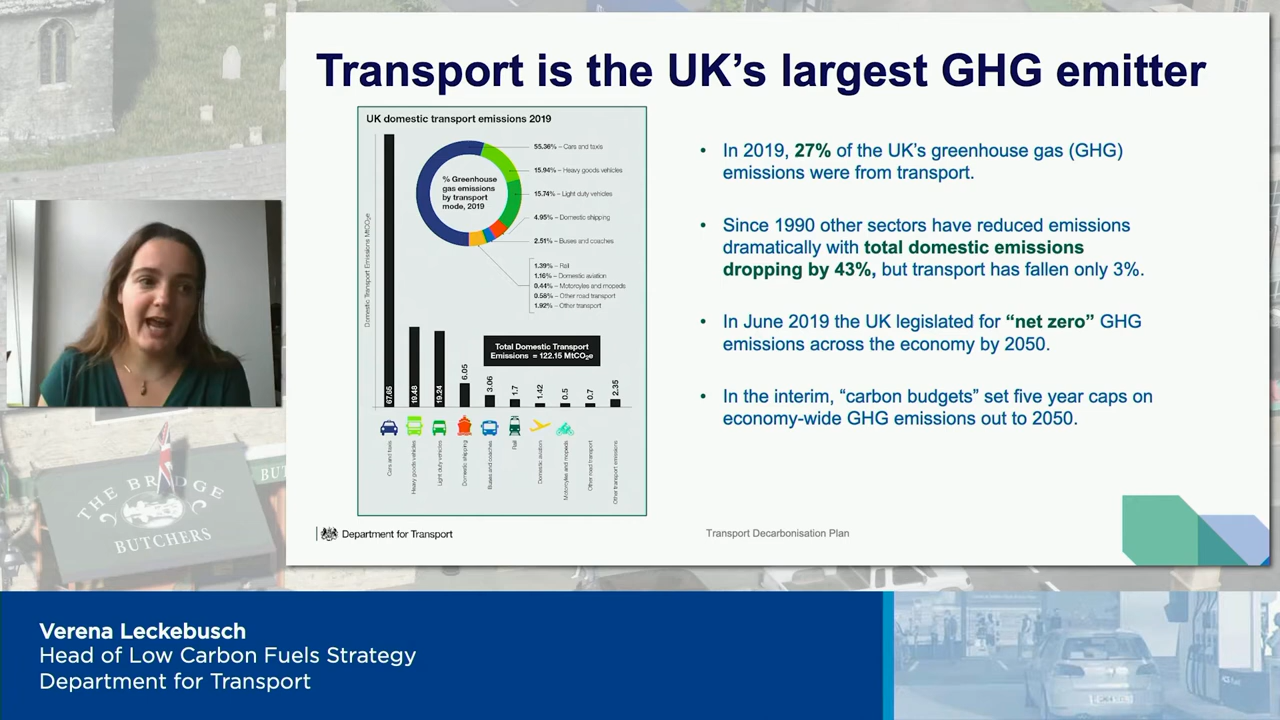 Transport is the UK's largest GHG emitter
UK domestic transport emissions 2019
% Greenhouse
gas emissions
by transport
mode, 2019
55.36% – Cars and taxis
15.94% – Heavy goods vehicles
15.74% – Light duty vehicles
4.95% – Domestic shipping
2.51% – Buses and coaches
1.39% – Rail
1.16% – Domestic aviation
0.44% – Motorcyles and mopeds
0.58% – Other road transport
1.92% – Other transport
Domestic Transport Emissions MtCO2e
Total Domestic Transport
Emissions = 122.15 MtCO2e
67.65
19.48
19.24
6.05
3.06
1.7
1.42
0.5
0.7
2.35
Cars and taxis
Heavy goods vehicles
Light duty vehicles
Domestic shipping
Buses and coaches
Rail
Domestic aviation
Motorcyles and mopeds
Other road transport
Other transport emissions
• In 2019, 27% of the UK's greenhouse gas (GHG)
emissions were from transport.
• Since 1990 other sectors have reduced emissions
dramatically with total domestic emissions
dropping by 43%, but transport has fallen only 3%.
• In June 2019 the UK legislated for “net zero” GHG
emissions across the economy by 2050.
• In the interim, “carbon budgets” set five year caps on
economy-wide GHG emissions out to 2050.
Department for Transport
Transport Decarbonisation Plan
THE BRIDGE
BUTCHERS
BU
Verena Leckebusch
Head of Low Carbon Fuels Strategy
Department for Transport